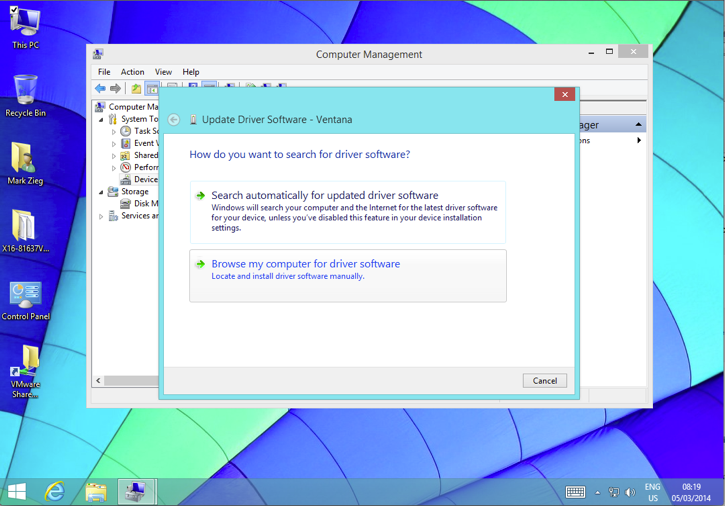 This PC
Recycle Bin
Mark Zieg
X16-81637V...
Control Panel
VMware
Share...
Computer Management
File Action View Help
Computer Ma
System To
Task Sc
Event V
Shared
Perform
Device
Storage
Disk M
Services an
ager
ons
Update Driver Software - Ventana
How do you want to search for driver software?
Search automatically for updated driver software
Windows will search your computer and the Internet for the latest driver software
for your device, unless you've disabled this feature in your device installation
settings.
Browse my computer for driver software
Locate and install driver software manually.
Cancel
ENG
US
08:19
05/03/2014